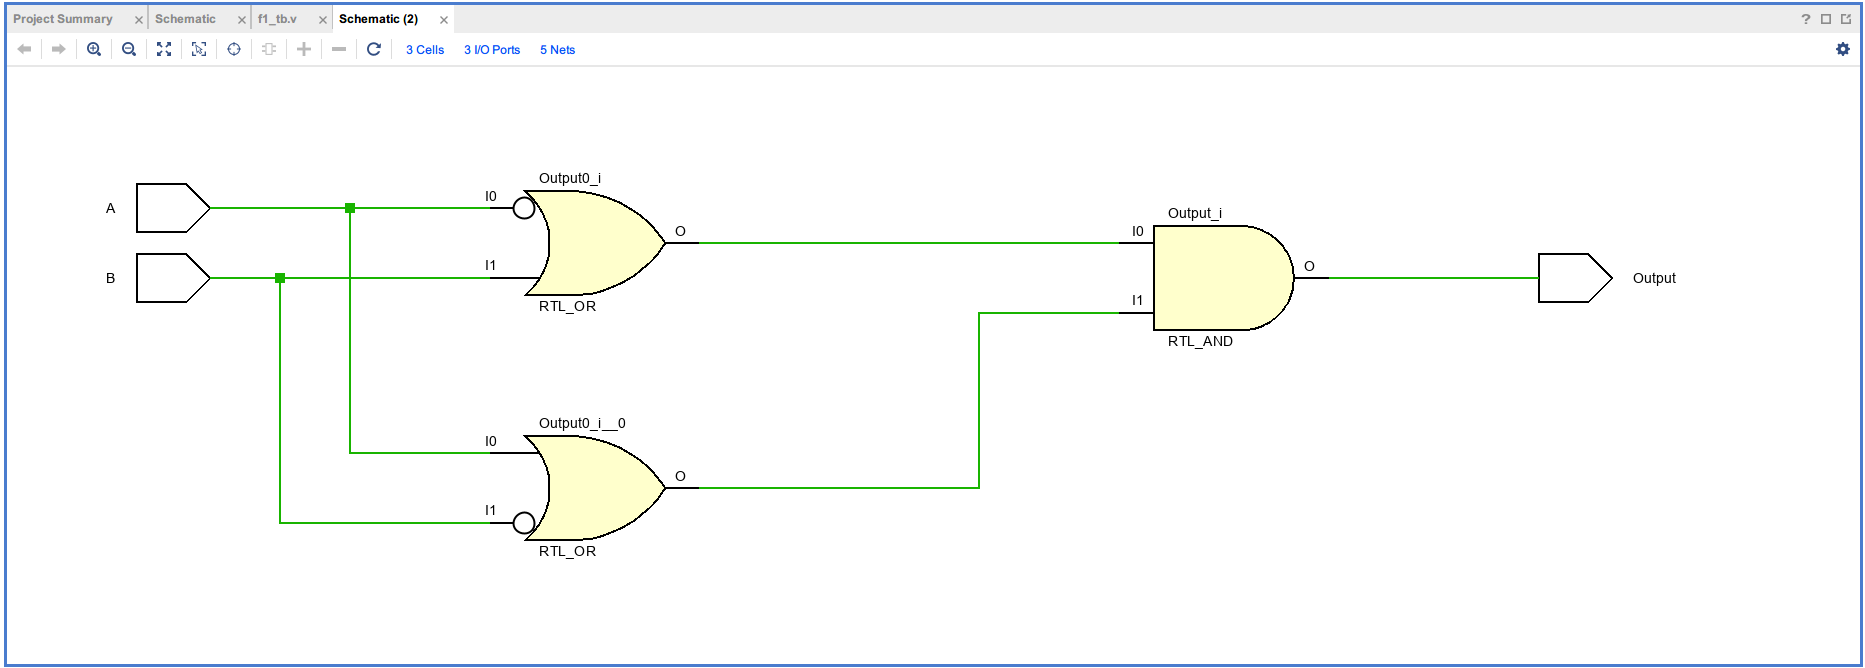 Project Summary
Schematic
f1_tb.v
Schematic (2)
?
3 Cells
3 I/O Ports
5 Nets
Output0_i
A
I0
B
I1
O
RTL_OR
Output_i
I0
I1
O
RTL_AND
Output
Output0_i__0
I0
I1
O
RTL_OR